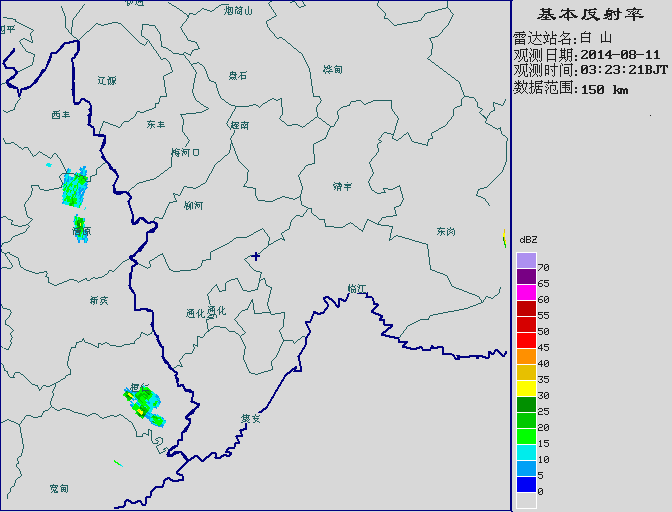 基本反射率
雷达站名:白 山
观测日期:2014-08-11
观测时间:03:23:21BJT
数据范围:150 km
四平
辽源
盘石
桦甸
西丰
东丰
辉南
梅河口
靖宇
柳河
东岗
清原
新宾
通化
通化
临江
桓仁
集安
宽甸
dBZ
70
65
60
55
50
45
40
35
30
25
20
15
10
5
0